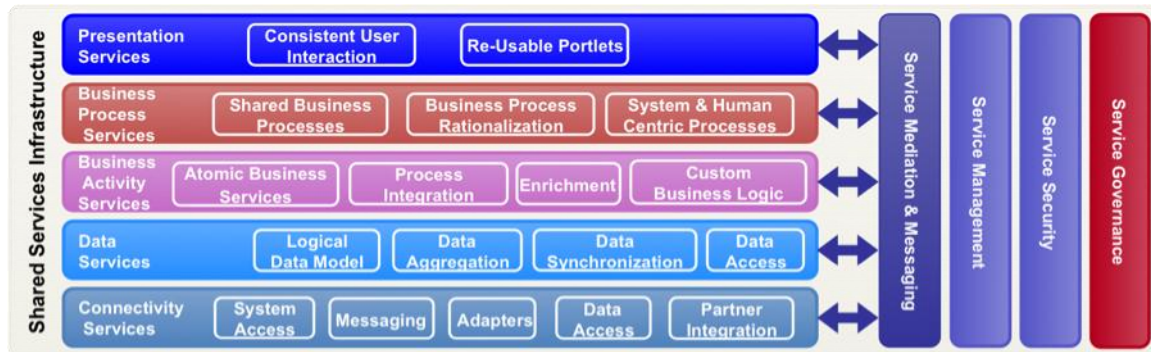 Shared Services Infrastructure
Presentation
Services
Consistent User
Interaction
Re-Usable Portlets
Business
Process
Services
Shared Business
Processes
Business Process
Rationalization
System & Human
Centric Processes
Business
Activity
Services
Atomic Business
Services
Process
Integration
Enrichment
Custom
Business Logic
Data
Services
Logical
Data Model
Data
Aggregation
Data
Synchronization
Data
Access
Connectivity
Services
System
Access
Messaging
Adapters
Data
Access
Partner
Integration
Service Mediation & Messaging
Service Management
Service Security
Service Governance